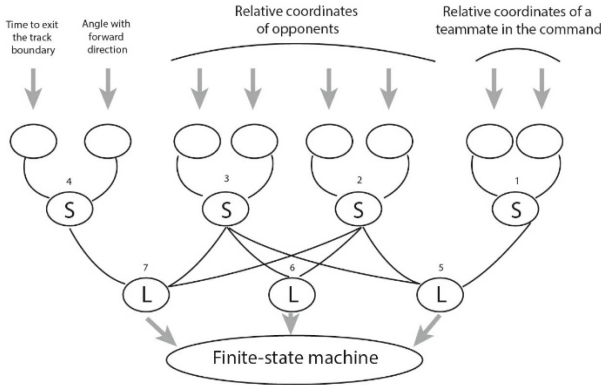 Time to exit
the track
boundary
Angle with
forward
direction
Relative coordinates
of opponents
Relative coordinates of a
teammate in the command
4
3
2
1
S
S
S
S
7
6
5
L
L
L
Finite-state machine